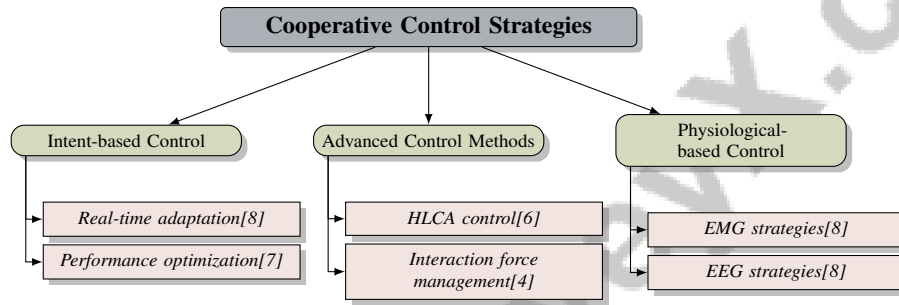 Cooperative Control Strategies
Intent-based Control
Real-time adaptation[8]
Performance optimization[7]
Advanced Control Methods
HLCA control[6]
Interaction force
management[4]
Physiological-
based Control
EMG strategies[8]
EEG strategies[8]